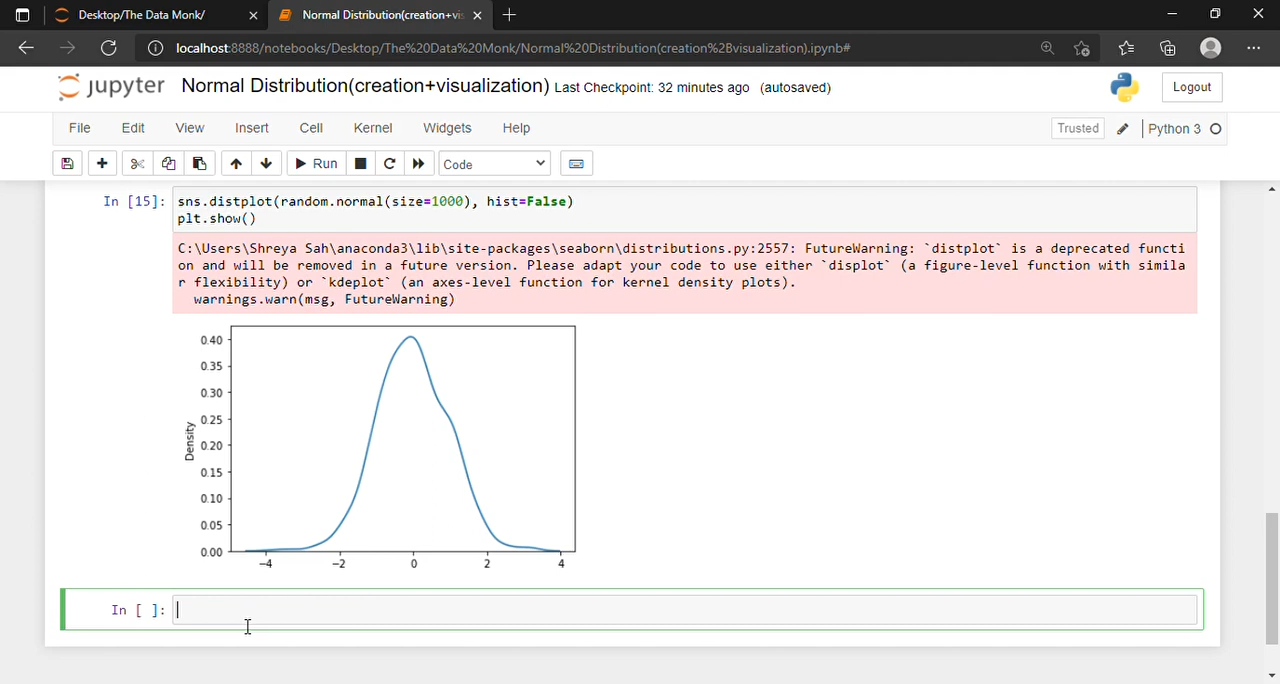 Desktop/The Data Monk/
Normal Distribution(creation+vis
localhost:8888/notebooks/Desktop/The%20Data%20Monk/Normal%20Distribution(creation%2Bvisualization).ipynb#
jupyter Normal Distribution(creation+visualization) Last Checkpoint: 32 minutes ago (autosaved)
Logout
File Edit View Insert Cell Kernel Widgets Help
Trusted
Python 3
Run
Code
In [15]: sns.distplot(random.normal(size=1000), hist=False)
plt.show()
C:\Users\Shreya Sah\anaconda3\lib\site-packages\seaborn\distributions.py:2557: FutureWarning: `distplot` is a deprecated functi
on and will be removed in a future version. Please adapt your code to use either `displot` (a figure-level function with simila
r flexibility) or `kdeplot` (an axes-level function for kernel density plots).
warnings.warn(msg, FutureWarning)
0.40
0.35
0.30
0.25
0.20
0.15
0.10
0.05
0.00
Density
−4 −2 0 2 4
In [ ]: